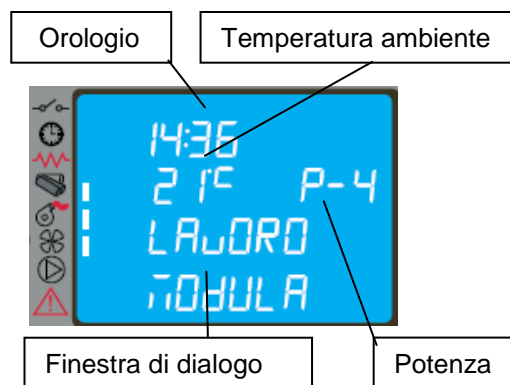 Orologio
Temperatura ambiente
14:36
21°C P-4
LAVORO
MODULA
Finestra di dialogo
Potenza